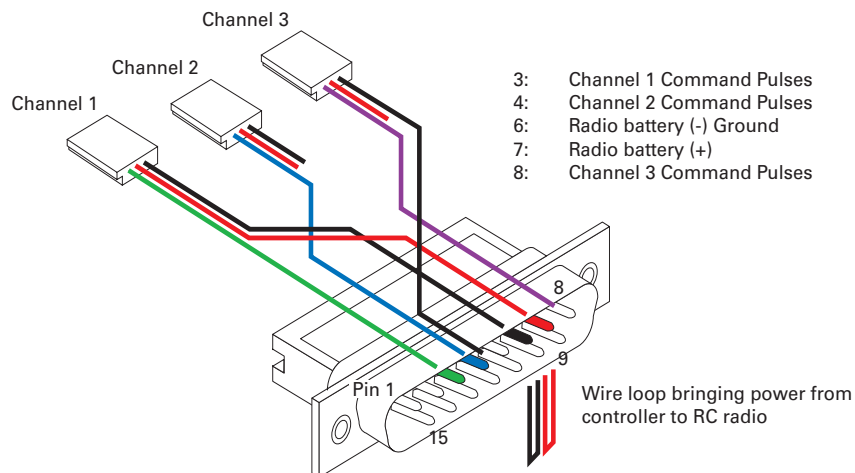 Channel 3
Channel 2
Channel 1
3: Channel 1 Command Pulses
4: Channel 2 Command Pulses
6: Radio battery (-) Ground
7: Radio battery (+)
8: Channel 3 Command Pulses
8
9
Pin 1
15
Wire loop bringing power from
controller to RC radio